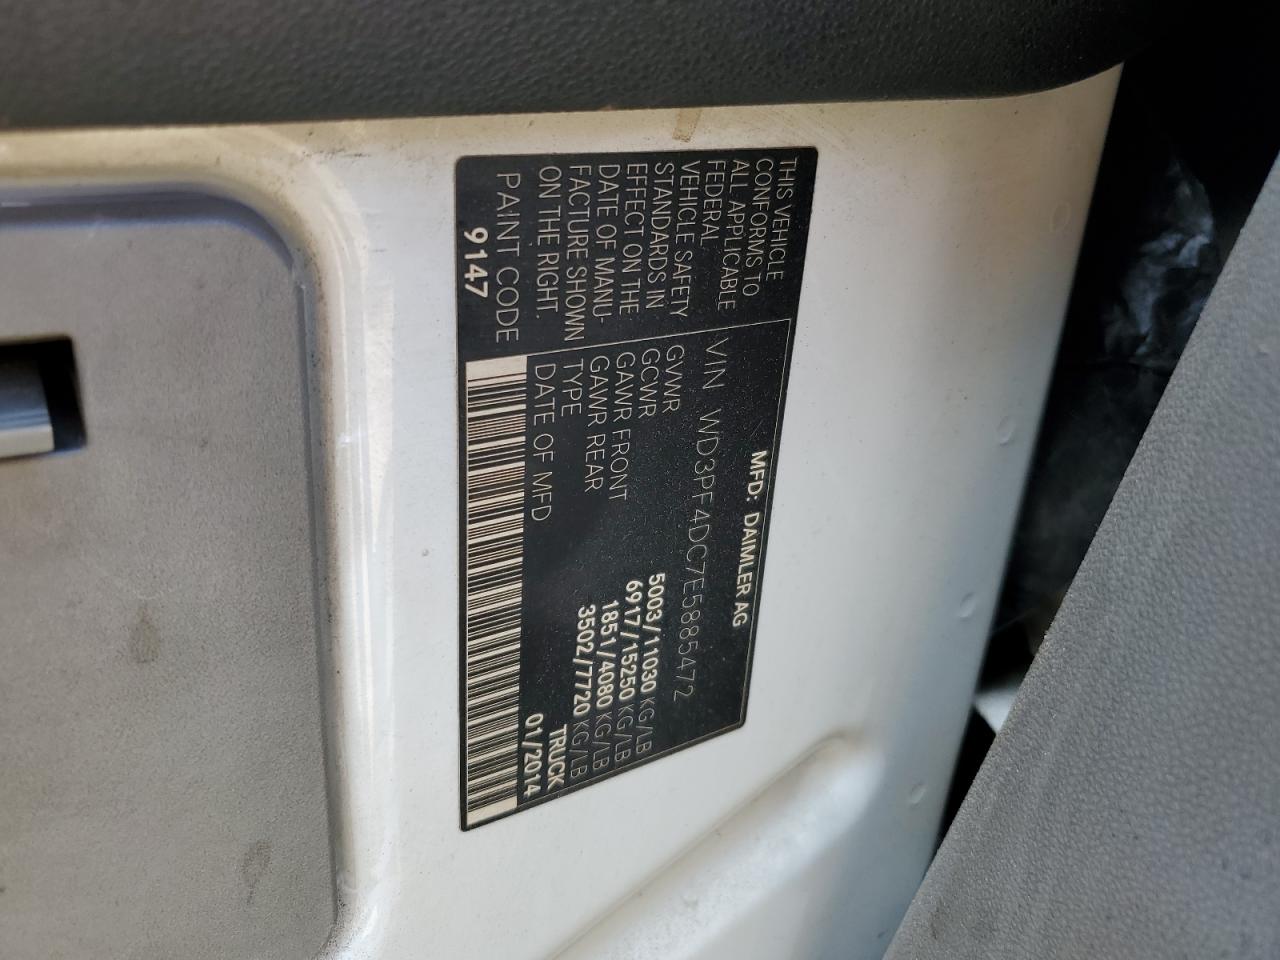 THIS VEHICLE
CONFORMS TO
ALL APPLICABLE
FEDERAL
VEHICLE SAFETY
STANDARDS IN
EFFECT ON THE
DATE OF MANU-
FACTURE SHOWN
ON THE RIGHT.
PAINT CODE
9147
MFD: DAIMLER AG
VIN WD3PF4DC7E5885472
GVWR 5003/11030 KG/LB
GCWR 6917/15250 KG/LB
GAWR FRONT 1851/4080 KG/LB
GAWR REAR 3502/7720 KG/LB
TYPE TRUCK
DATE OF MFD 01/2014